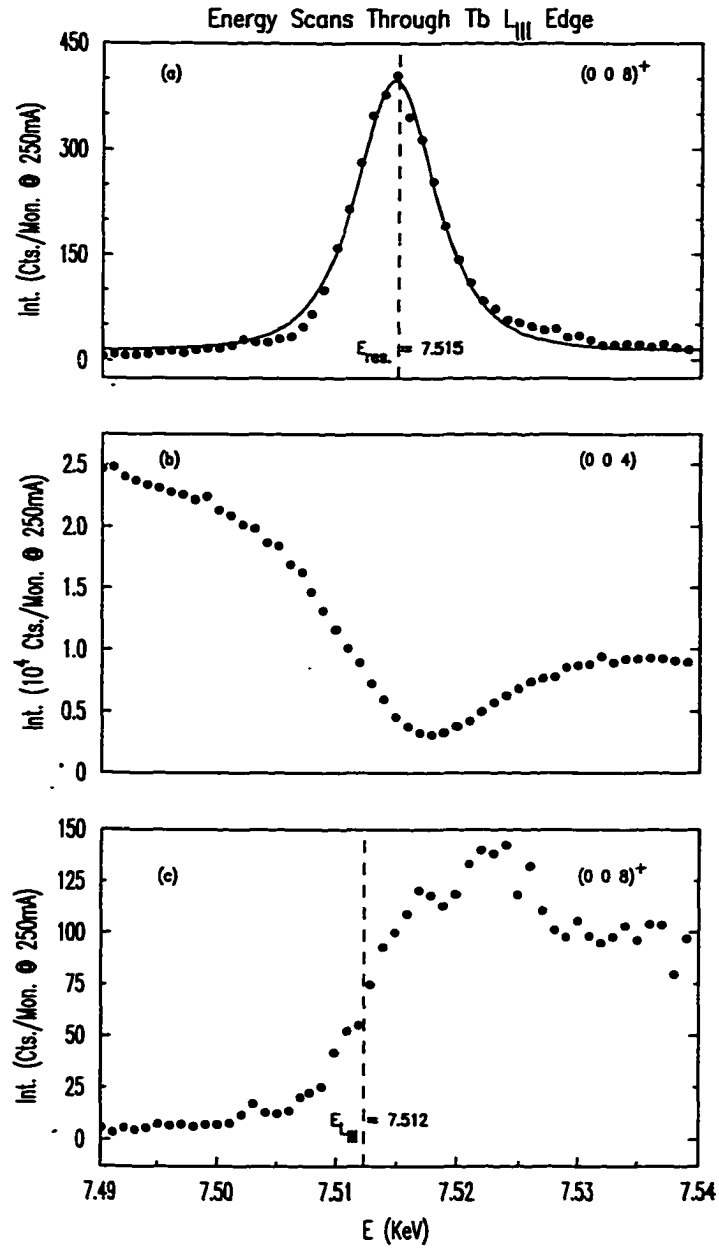 Energy Scans Through Tb L_III Edge
(a)
(0 0 8)+
450
300
150
0
Int. (Cts./Mon. @ 250mA)
E_res. = 7.515
(b)
(0 0 4)
2.5
2.0
1.5
1.0
0.5
0
Int. (10^4 Cts./Mon. @ 250mA)
(c)
(0 0 8)+
150
125
100
75
50
25
0
Int. (Cts./Mon. @ 250mA)
E_L_III = 7.512
7.49 7.50 7.51 7.52 7.53 7.54
E (KeV)